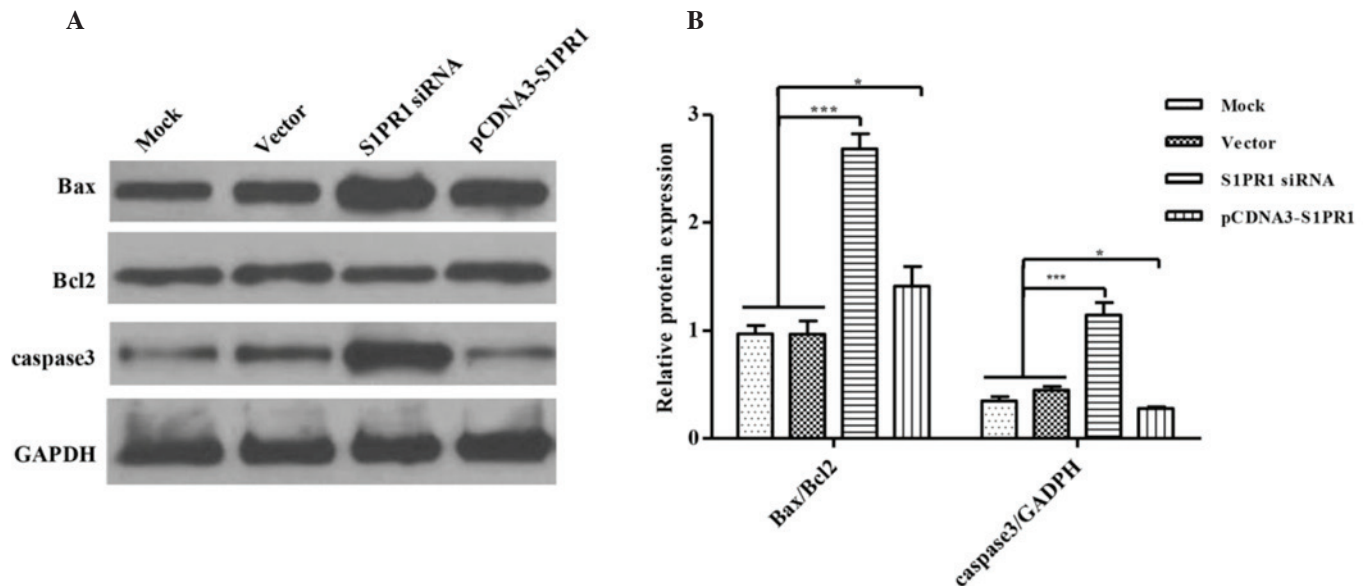 A
Mock
Vector
S1PR1 siRNA
pCDNA3-S1PR1
Bax
Bcl2
caspase3
GAPDH
B
Relative protein expression
3
2
1
0
*
***
*
***
Bax/Bcl2
caspase3/GADPH
Mock
Vector
S1PR1 siRNA
pCDNA3-S1PR1